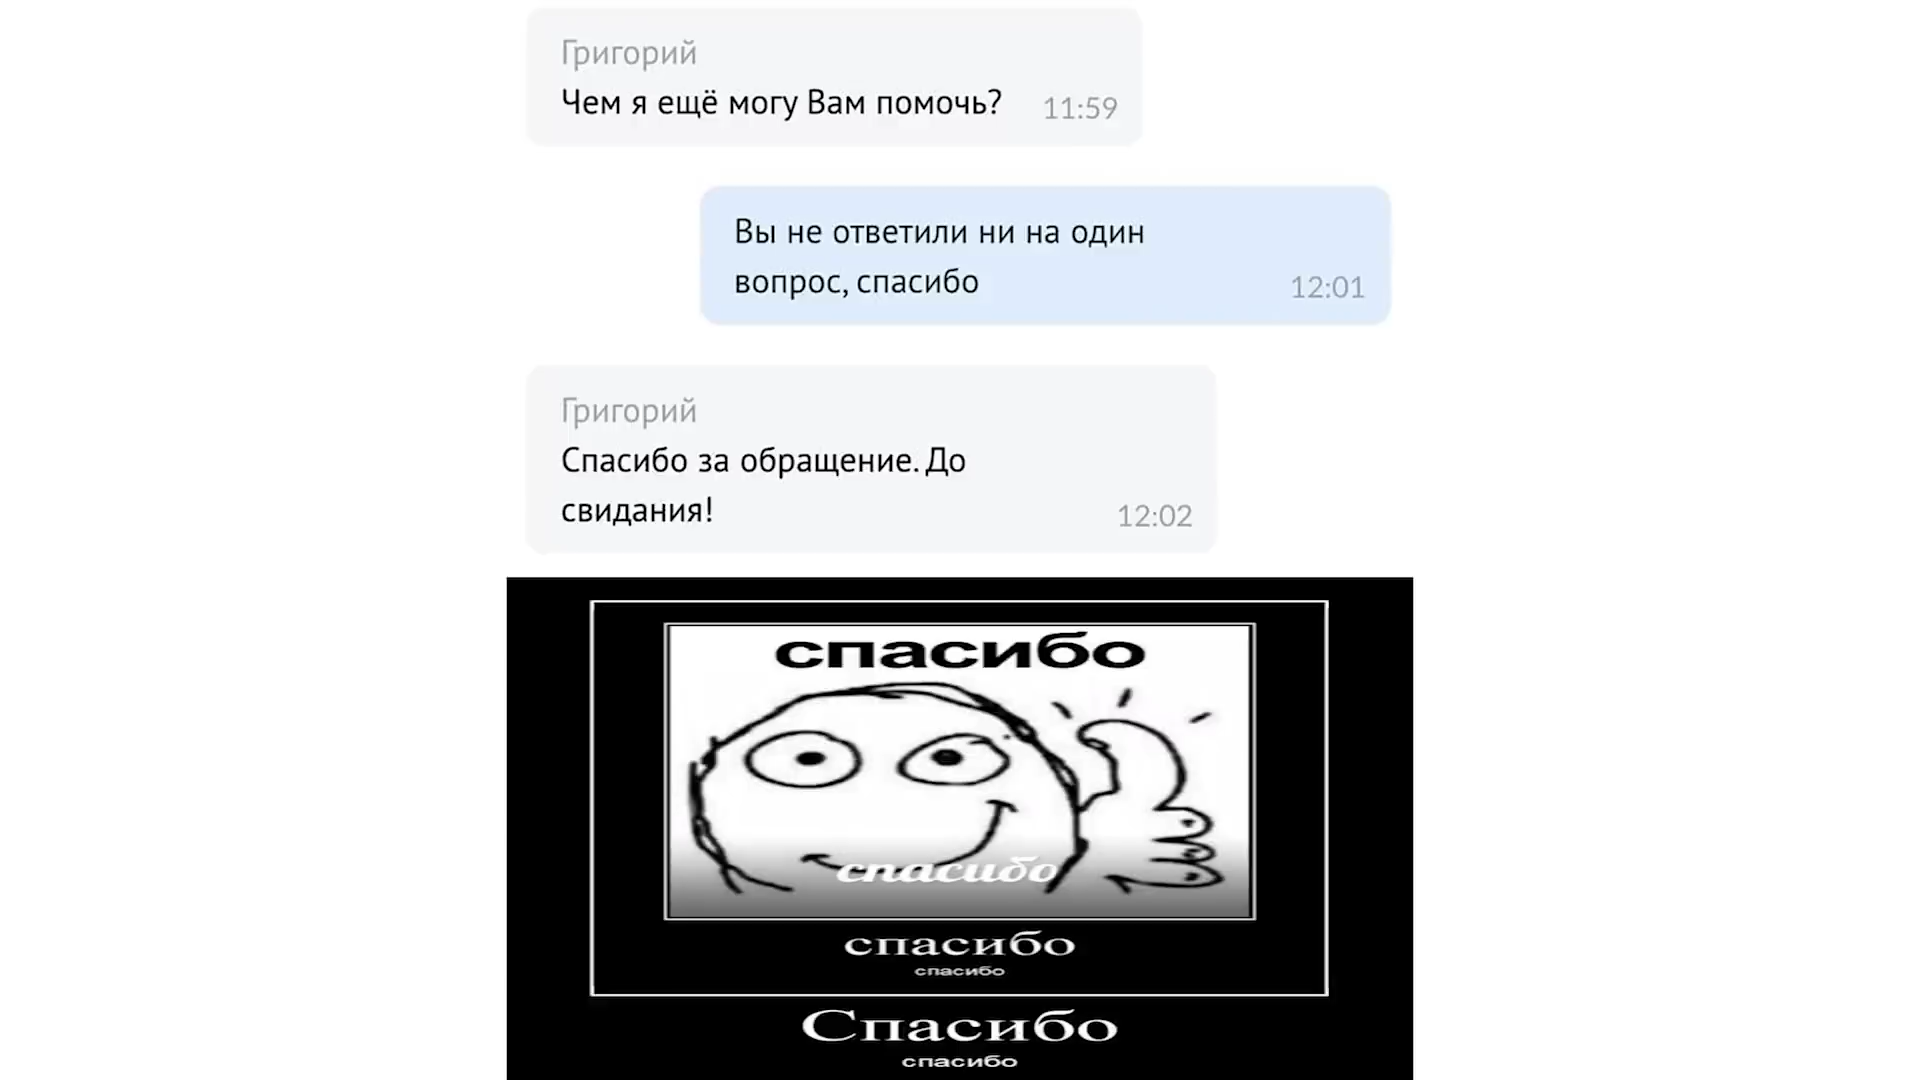 Григорий
Чем я ещё могу Вам помочь?
11:59
Вы не ответили ни на один
вопрос, спасибо
12:01
Григорий
Спасибо за обращение. До
свидания!
12:02
спасибо
спасибо
спасибо
спасибо
Спасибо
спасибо